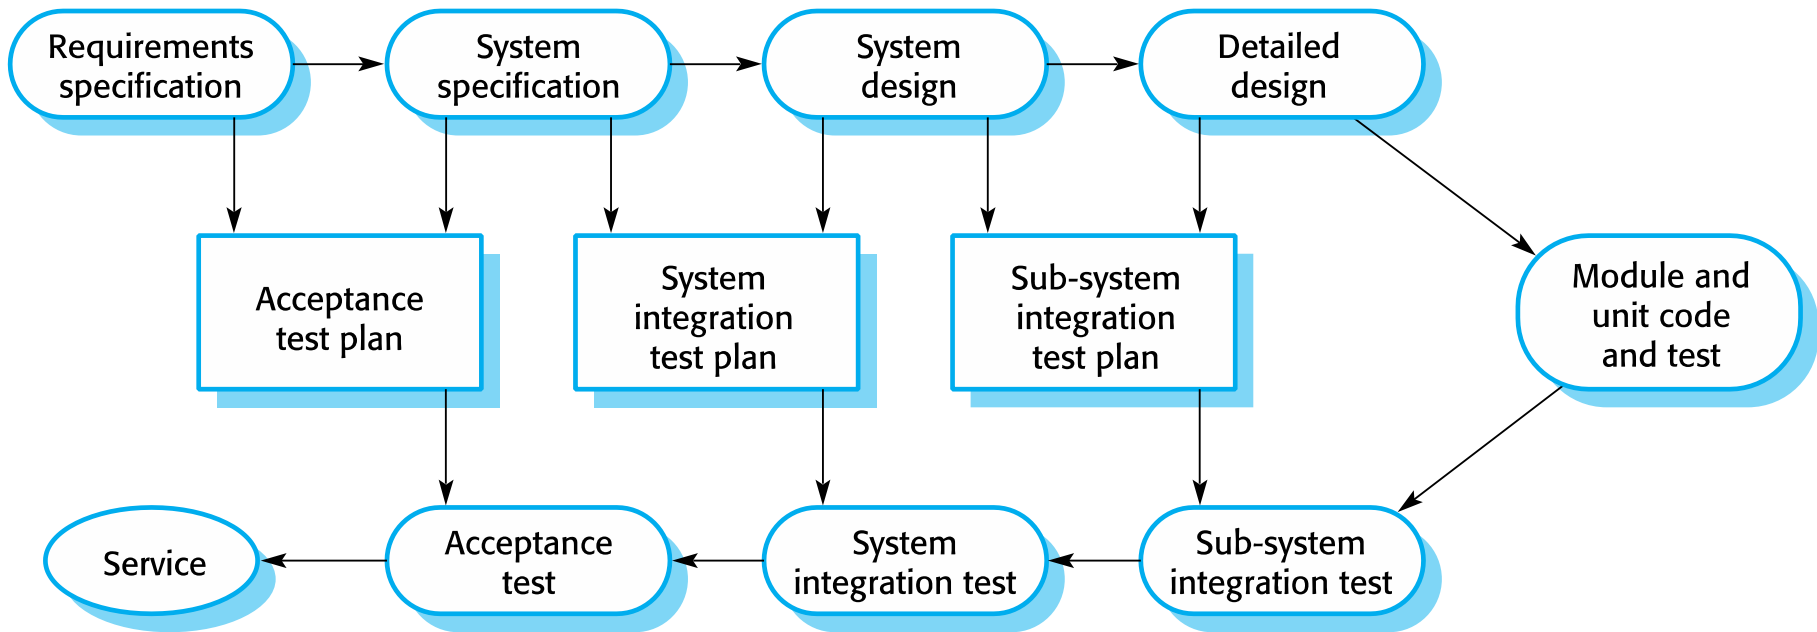 Requirements
specification
System
specification
System
design
Detailed
design
Acceptance
test plan
System
integration
test plan
Sub-system
integration
test plan
Module and
unit code
and test
Service
Acceptance
test
System
integration test
Sub-system
integration test